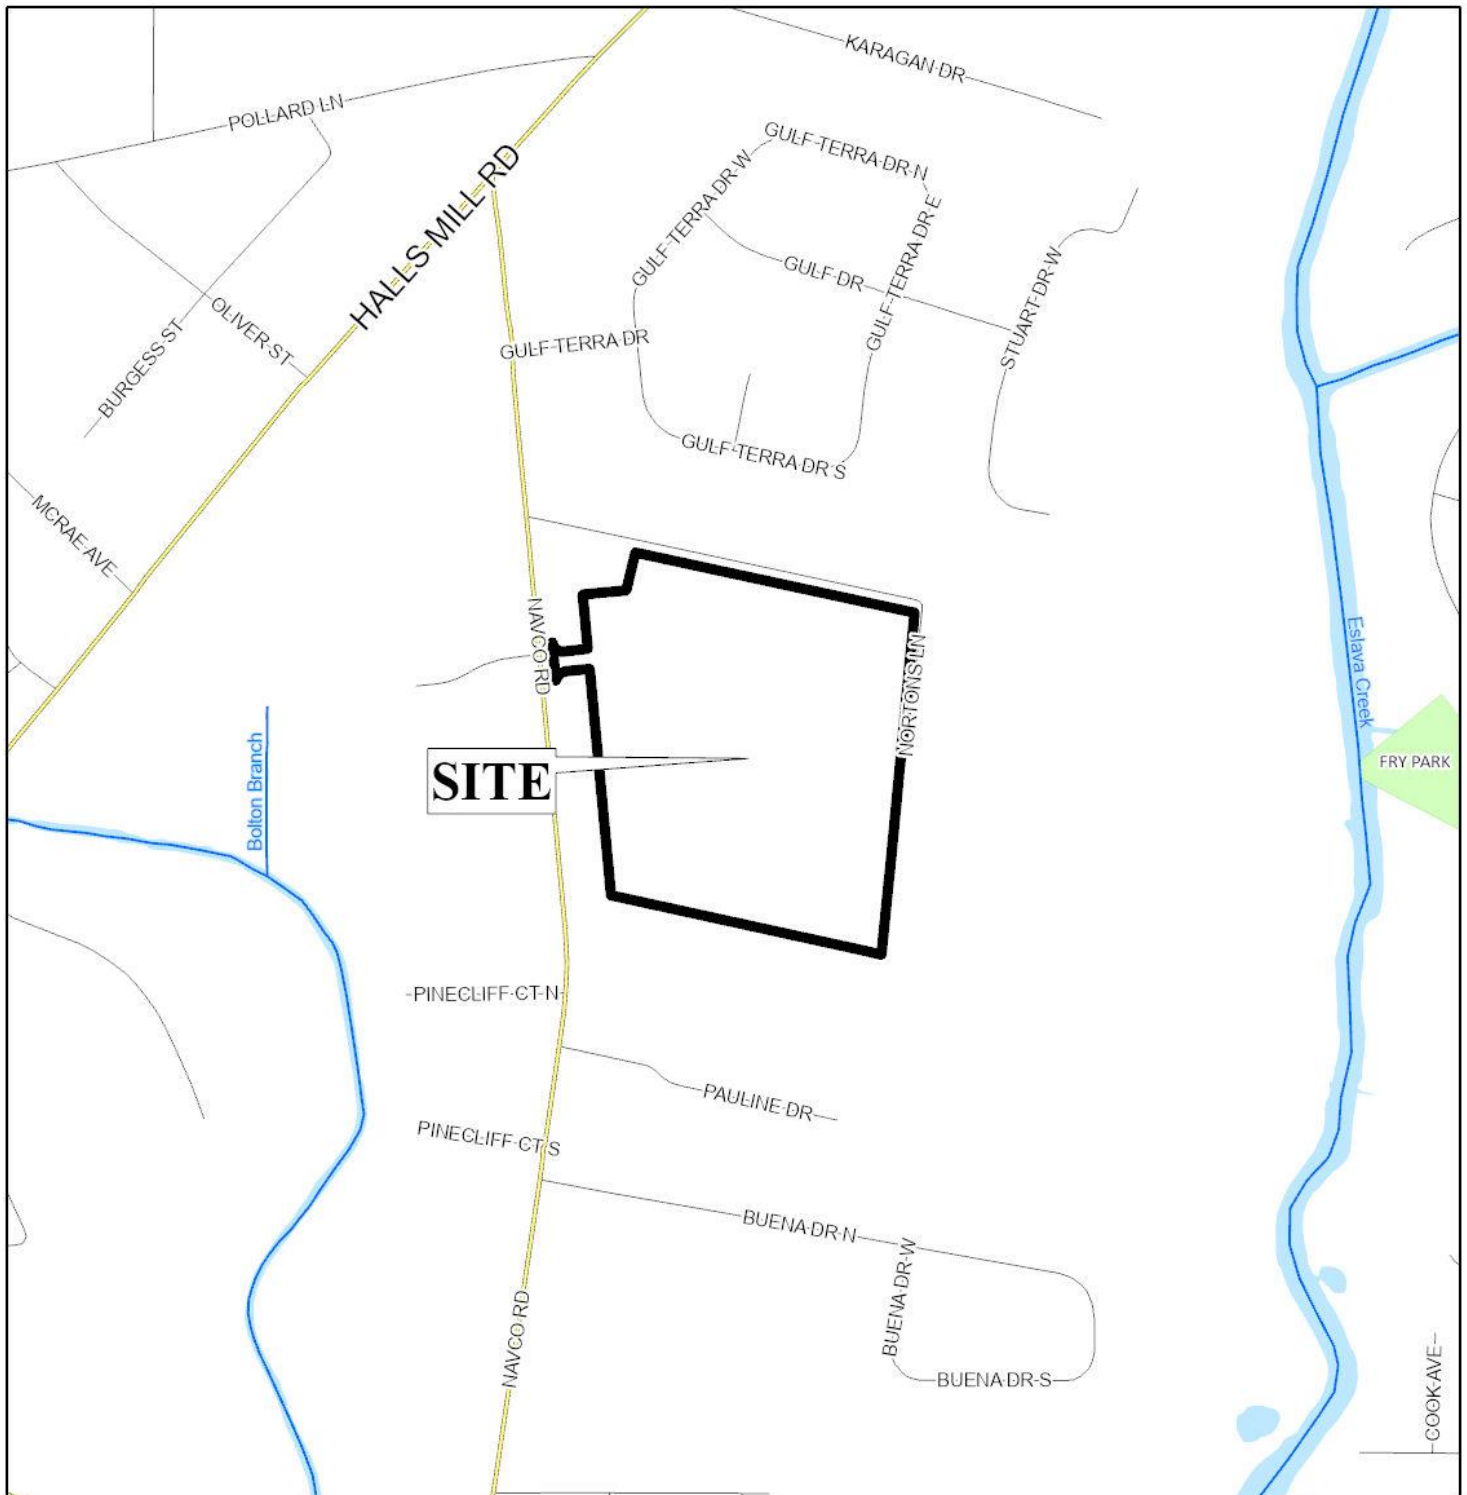 KARAGAN DR
POLLARD LN
GULF TERRA DR N
HALLS MILL RD
GULF TERRA DR W
GULF TERRA DR E
GULF DR
STUART DR W
OLIVER ST
BURGESS ST
GULF TERRA DR
GULF TERRA DR S
MCRAE AVE
NAVCO RD
NORTONS LN
Eslava Creek
Bolton Branch
SITE
FRY PARK
PINECLIFF CT N
PAULINE DR
PINECLIFF CT S
BUENA DR N
BUENA DR W
NAVCO RD
BUENA DR S
COOK AVE